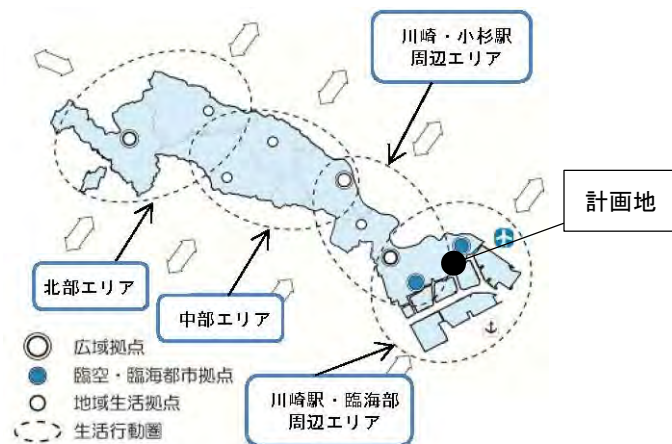 川崎・小杉駅
周辺エリア
計画地
北部エリア
中部エリア
広域拠点
臨空・臨海都市拠点
地域生活拠点
生活行動圏
川崎駅・臨海部
周辺エリア